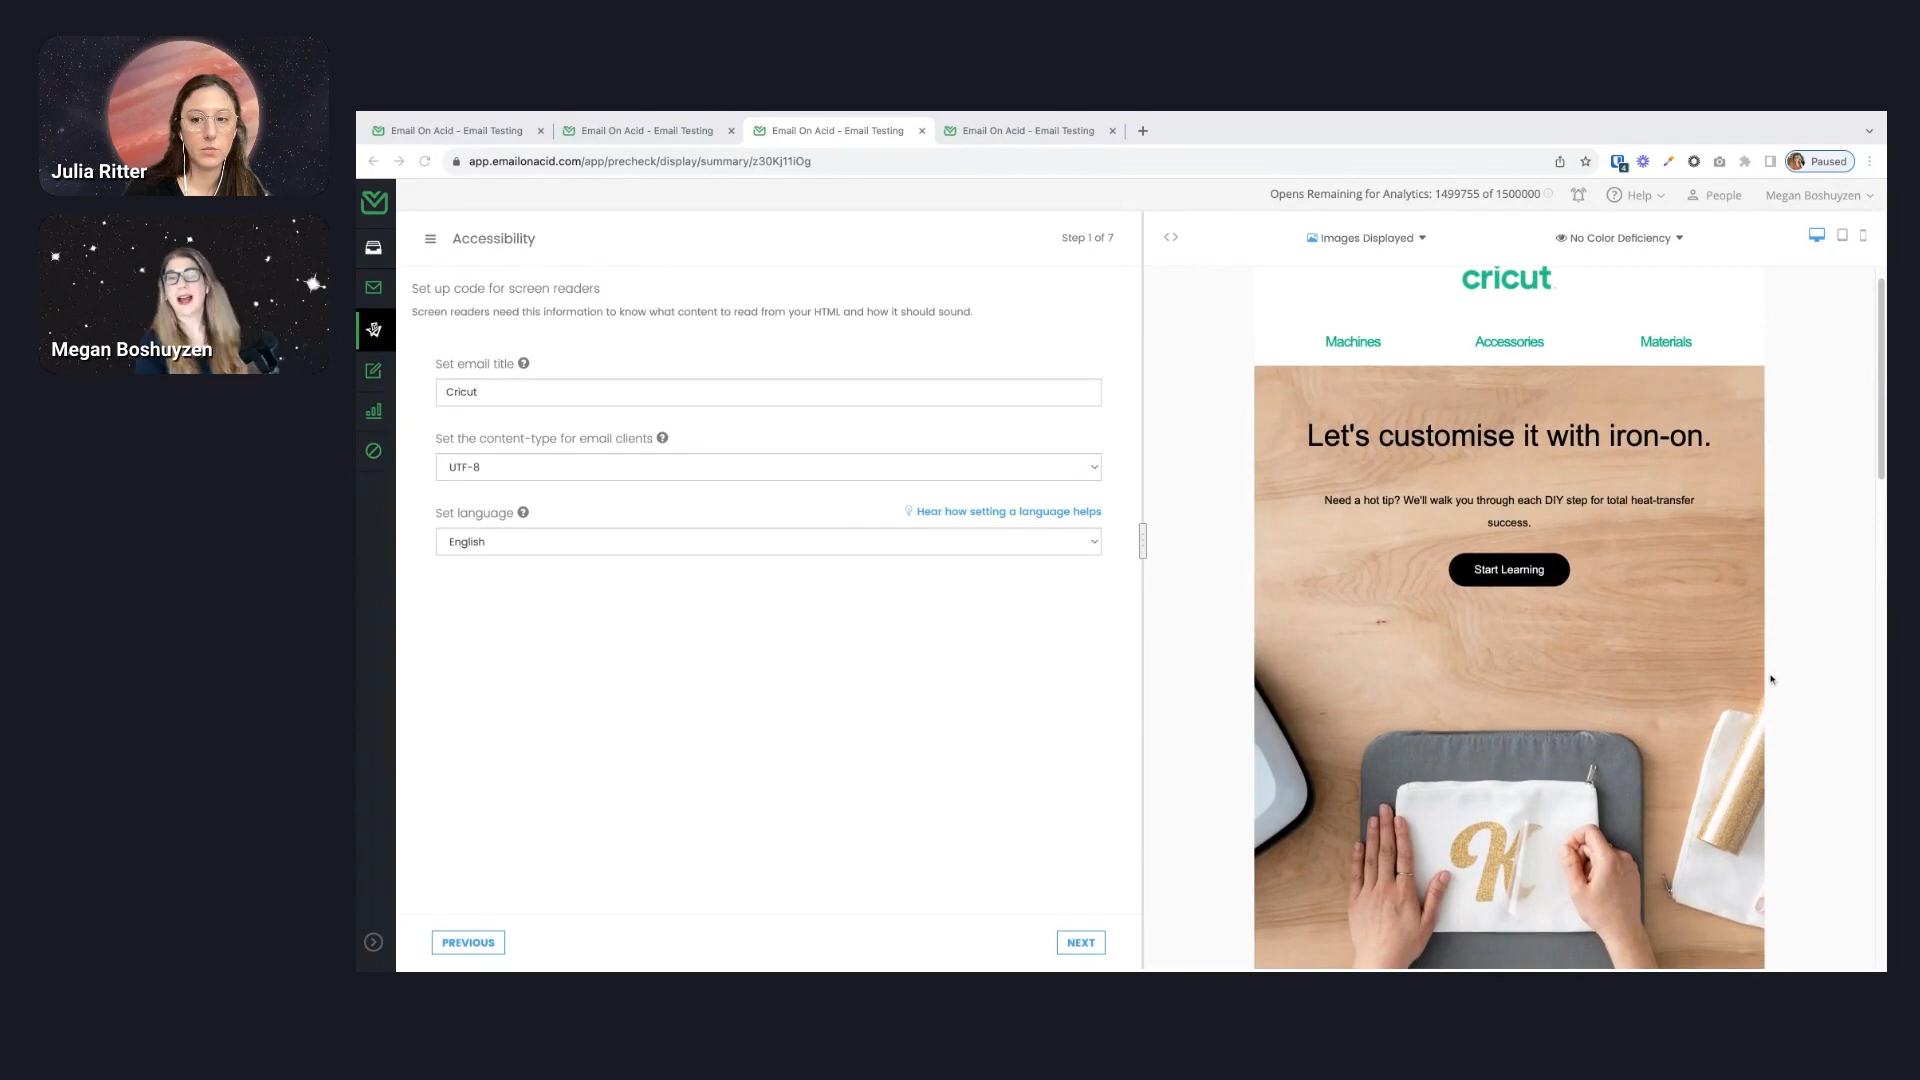 Julia Ritter
Megan Boshuyzen
Email On Acid - Email Testing
Email On Acid - Email Testing
Email On Acid - Email Testing
Email On Acid - Email Testing
app.emailonacid.com/app/precheck/display/summary/z30Kj11iOg
Paused
Opens Remaining for Analytics: 1499755 of 1500000
Help
People
Megan Boshuyzen
Accessibility
Step 1 of 7
Set up code for screen readers
Screen readers need this information to know what content to read from your HTML and how it should sound.
Set email title
Cricut
Set the content-type for email clients
UTF-8
Set language
Hear how setting a language helps
English
PREVIOUS
NEXT
Images Displayed
No Color Deficiency
cricut
Machines
Accessories
Materials
Let's customise it with iron-on.
Need a hot tip? We'll walk you through each DIY step for total heat-transfer
success.
Start Learning
K